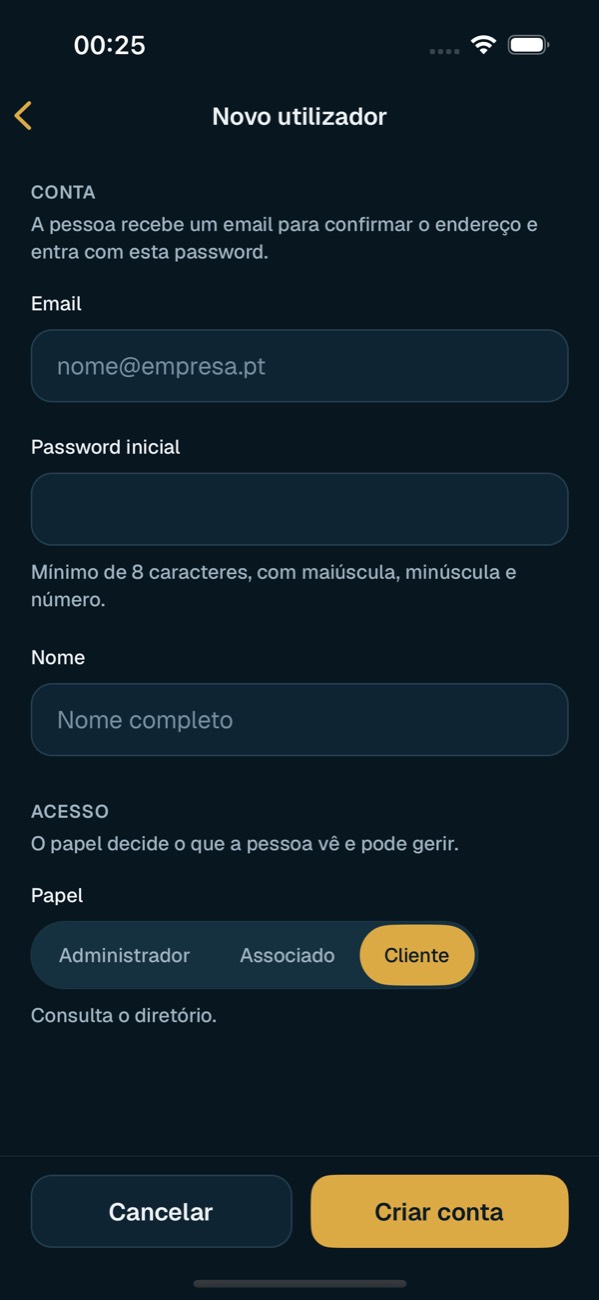 00:25
Novo utilizador
CONTA
A pessoa recebe um email para confirmar o endereço e
entra com esta password.
Email
nome@empresa.pt
Password inicial
Mínimo de 8 caracteres, com maiúscula, minúscula e
número.
Nome
Nome completo
ACESSO
O papel decide o que a pessoa vê e pode gerir.
Papel
Administrador Associado Cliente
Consulta o diretório.
Cancelar Criar conta